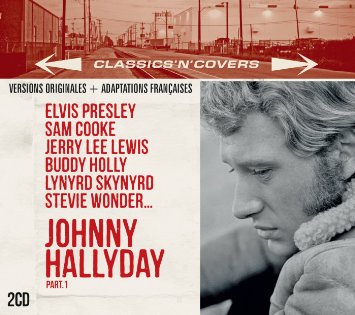 CLASSICS'N'COVERS
VERSIONS ORIGINALES + ADAPTATIONS FRANÇAISES
ELVIS PRESLEY
SAM COOKE
JERRY LEE LEWIS
BUDDY HOLLY
LYNYRD SKYNYRD
STEVIE WONDER...
JOHNNY
HALLYDAY
PART.1
2CD